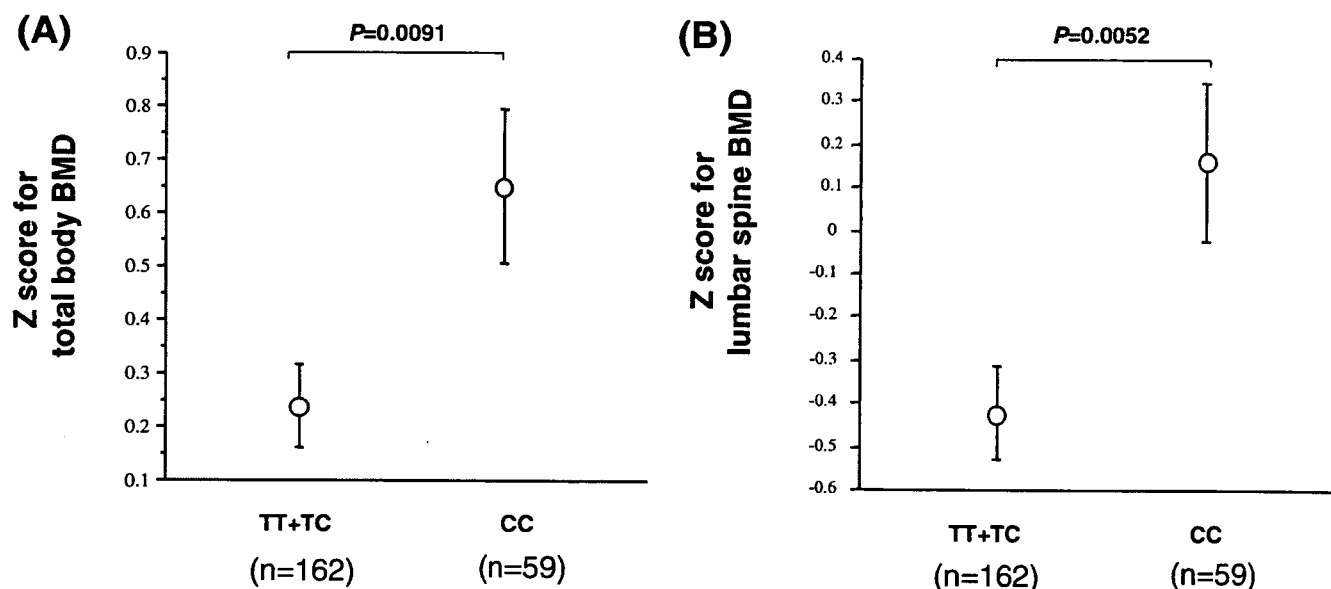 (A)
P=0.0091
Z score for
total body BMD
0.9
0.8
0.7
0.6
0.5
0.4
0.3
0.2
0.1
TT+TC
CC
(n=162)
(n=59)
(B)
P=0.0052
Z score for
lumbar spine BMD
0.4
0.3
0.2
0.1
0
-0.1
-0.2
-0.3
-0.4
-0.5
-0.6
TT+TC
CC
(n=162)
(n=59)